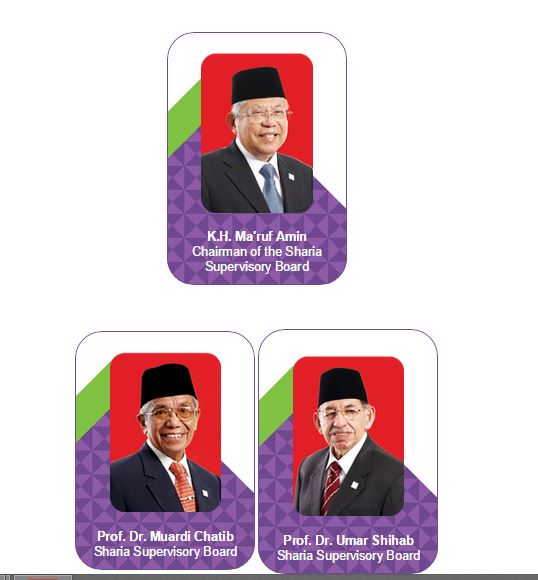 K.H. Ma'ruf Amin
Chairman of the Sharia
Supervisory Board
Prof. Dr. Muardi Chatib
Sharia Supervisory Board
Prof. Dr. Umar Shihab
Sharia Supervisory Board